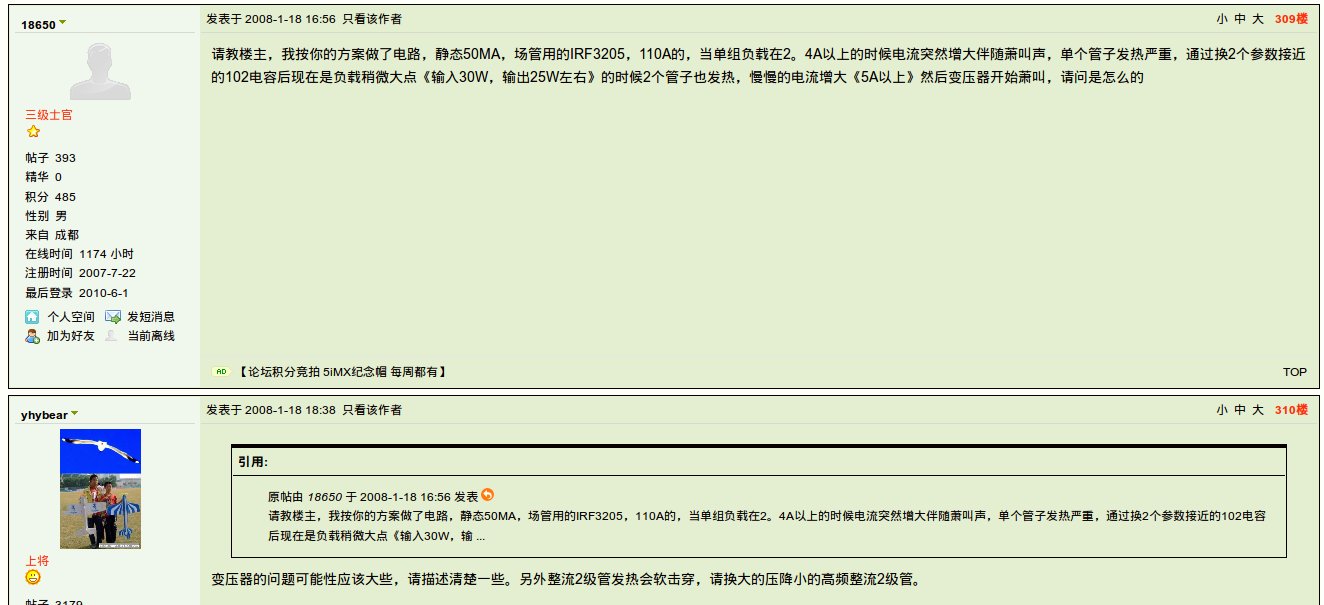 18650
发表于 2008-1-18 16:56 只看该作者
小 中 大 309楼
请教楼主，我按你的方案做了电路，静态50MA，场管用的IRF3205，110A的，当单组负载在2。4A以上的时候电流突然增大伴随萧叫声，单个管子发热严重，通过换2个参数接近
的102电容后现在是负载稍微大点《输入30W，输出25W左右》的时候2个管子也发热，慢慢的电流增大《5A以上》然后变压器开始萧叫，请问是怎么的
三级士官
帖子 393
精华 0
积分 485
性别 男
来自 成都
在线时间 1174 小时
注册时间 2007-7-22
最后登录 2010-6-1
个人空间 发短消息
加为好友 当前离线
AD 【论坛积分竞拍 5iMX纪念帽 每周都有】
TOP
yhybear
发表于 2008-1-18 18:38 只看该作者
小 中 大 310楼
引用:
原帖由 18650 于 2008-1-18 16:56 发表
请教楼主，我按你的方案做了电路，静态50MA，场管用的IRF3205，110A的，当单组负载在2。4A以上的时候电流突然增大伴随萧叫声，单个管子发热严重，通过换2个参数接近的102电容
后现在是负载稍微大点《输入30W，输 ...
变压器的问题可能性应该大些，请描述清楚一些。另外整流2级管发热会软击穿，请换大的压降小的高频整流2级管。
上将
帖子 3179